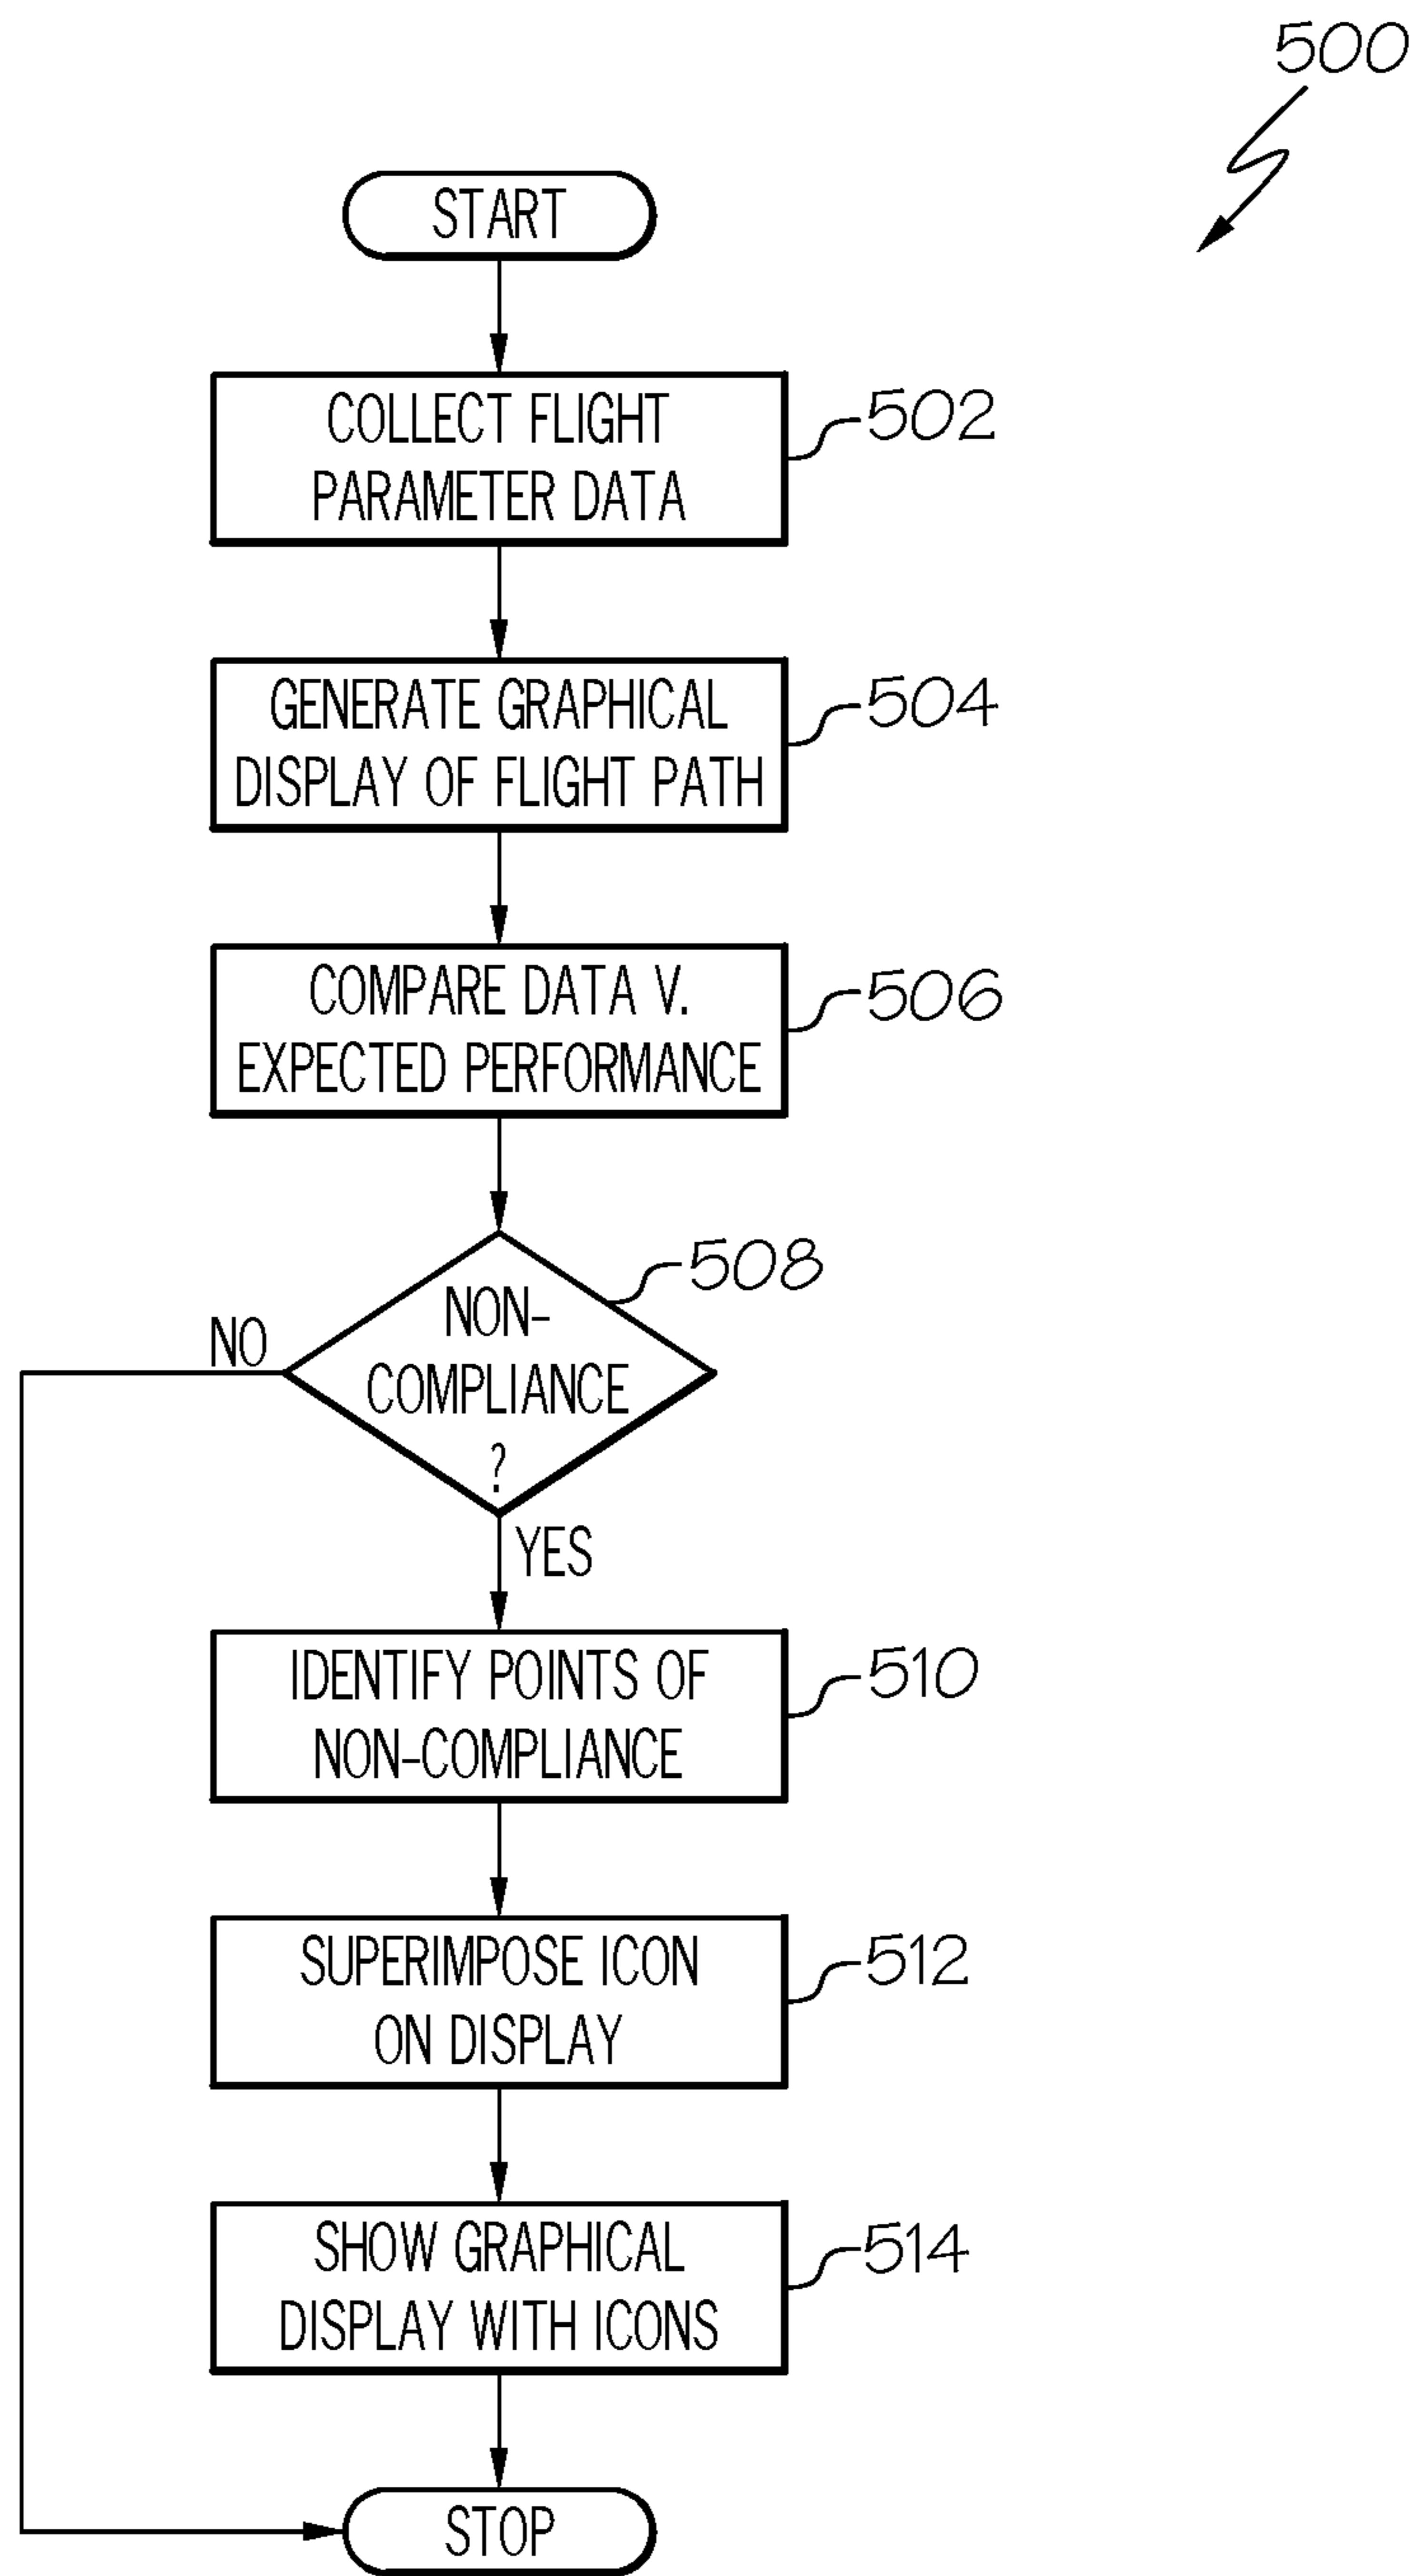 500
START
COLLECT FLIGHT
PARAMETER DATA
502
GENERATE GRAPHICAL
DISPLAY OF FLIGHT PATH
504
COMPARE DATA V.
EXPECTED PERFORMANCE
506
508
NON-
COMPLIANCE
?
NO
YES
IDENTIFY POINTS OF
NON-COMPLIANCE
510
SUPERIMPOSE ICON
ON DISPLAY
512
SHOW GRAPHICAL
DISPLAY WITH ICONS
514
STOP